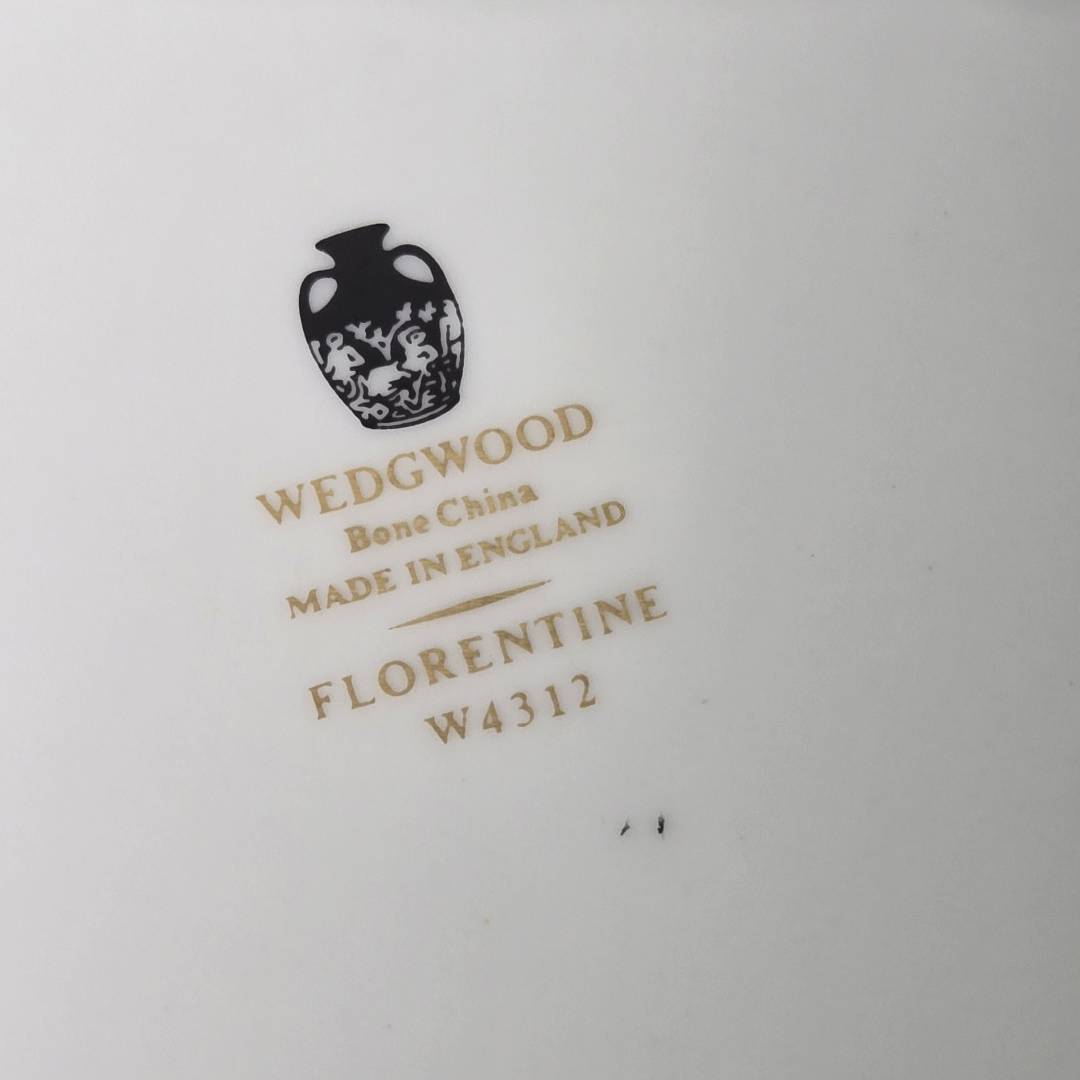 WEDGWOOD
Bone China
MADE IN ENGLAND
FLORENTINE
W4312